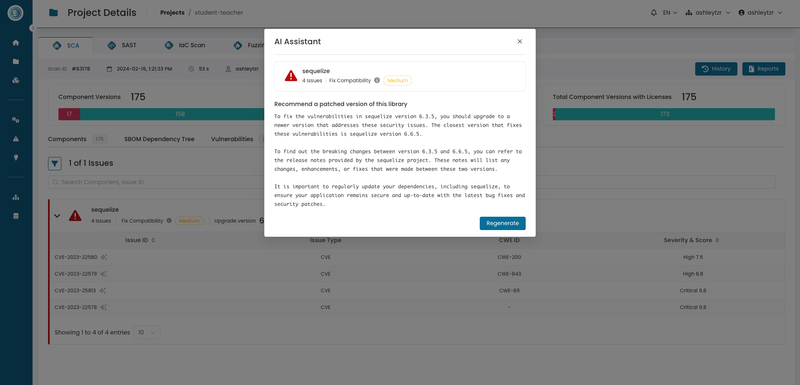 Project Details
Projects / student-teacher
EN
ashleytzr
ashleytzr
SCA
SAST
IaC Scan
Fuzzin
Scan ID #63178
2024-02-16, 1:21:33 PM
53 s
ashleytzr
History
Reports
Component Versions 175
17
158
Total Component Versions with Licenses 175
173
Components 175
SBOM Dependency Tree
Vulnerabilities
1 of 1 Issues
Search Component, Issue ID
sequelize
4 Issues
Fix Compatibility
Medium
Upgrade version 6
Issue ID
Issue Type
CWE ID
Severity & Score
CVE-2023-22580
CVE
CWE-200
High 7.5
CVE-2023-22579
CVE
CWE-843
High 8.8
CVE-2023-25813
CVE
CWE-89
Critical 9.8
CVE-2023-22578
CVE
-
Critical 9.8
Showing 1 to 4 of 4 entries
10
AI Assistant
sequelize
4 Issues
Fix Compatibility
Medium
Recommend a patched version of this library
To fix the vulnerabilities in sequelize version 6.3.5, you should upgrade to a
newer version that addresses these security issues. The closest version that fixes
these vulnerabilities is sequelize version 6.6.5.
To find out the breaking changes between version 6.3.5 and 6.6.5, you can refer to
the release notes provided by the sequelize project. These notes will list any
changes, enhancements, or fixes that were made between these two versions.
It is important to regularly update your dependencies, including sequelize, to
ensure your application remains secure and up-to-date with the latest bug fixes and
security patches.
Regenerate